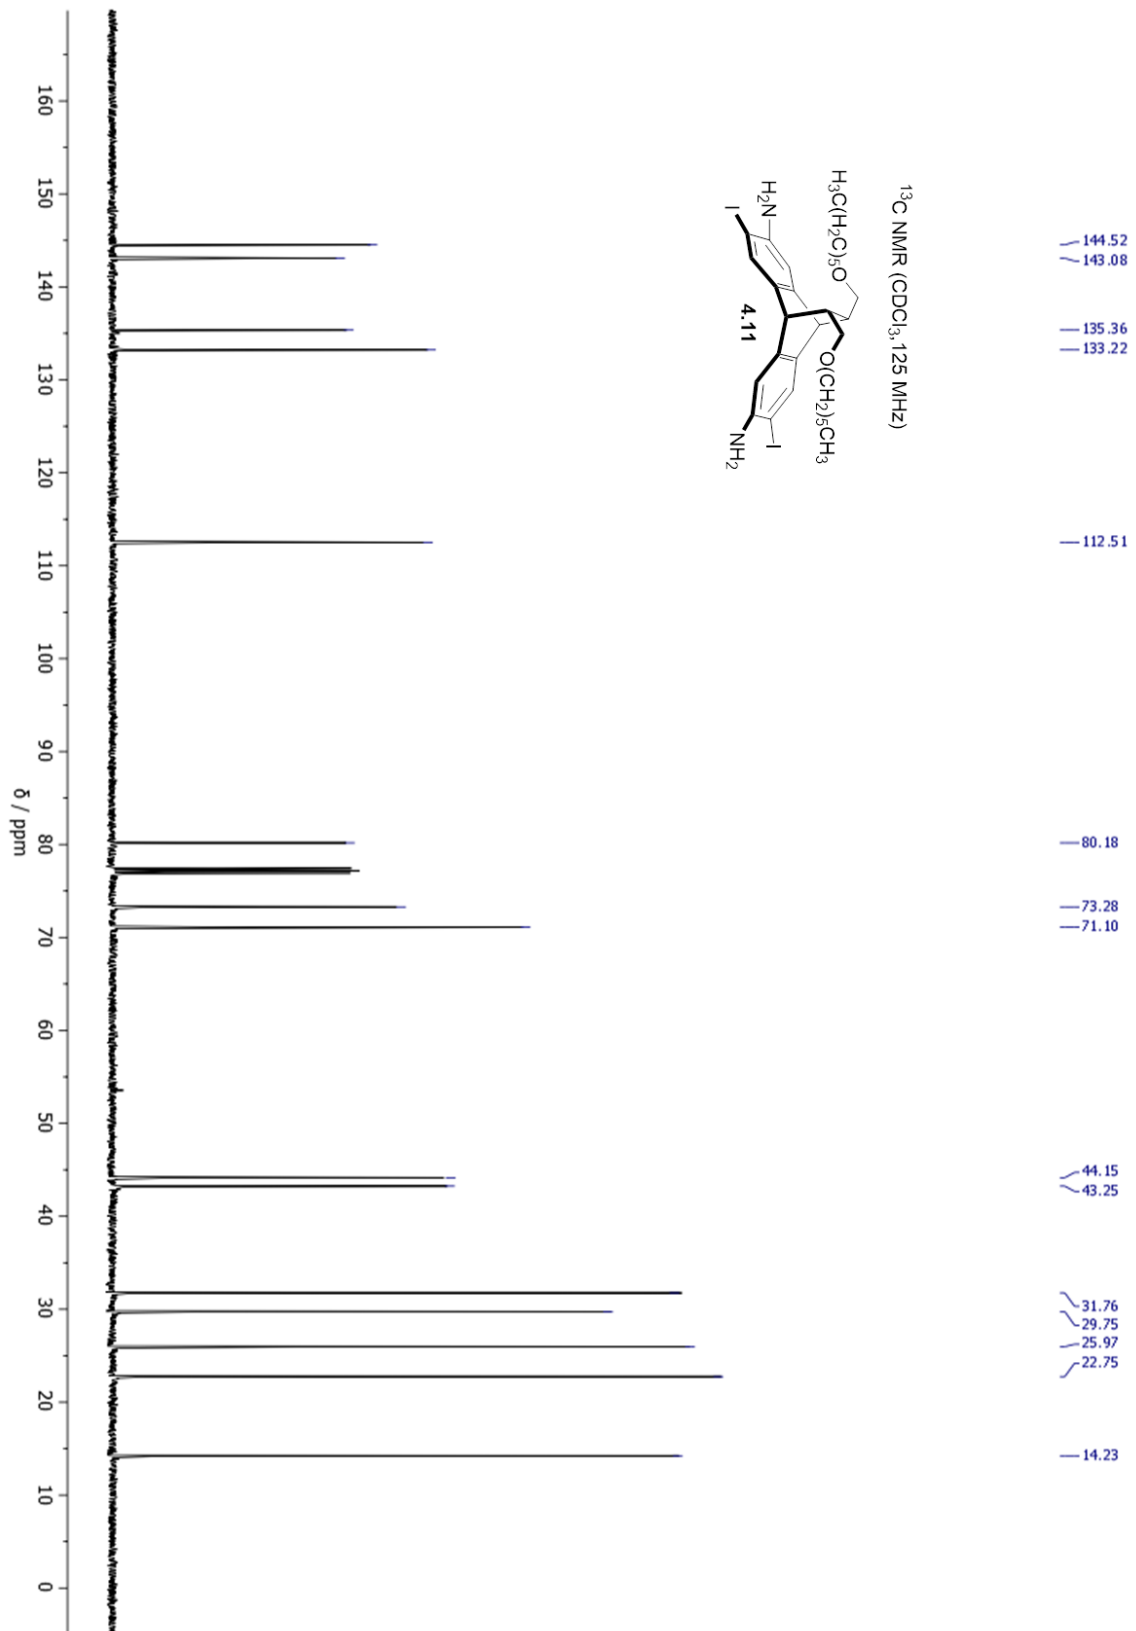 ¹³C NMR (CDCl₃, 125 MHz)
H₃C(H₂C)₅O
O(CH₂)₅CH₃
H₂N
I
4.11
I
NH₂
144.52
143.08
135.36
133.22
112.51
80.18
73.28
71.10
44.15
43.25
31.76
29.75
25.97
22.75
14.23
160 150 140 130 120 110 100 90 80 70 60 50 40 30 20 10 0
δ / ppm